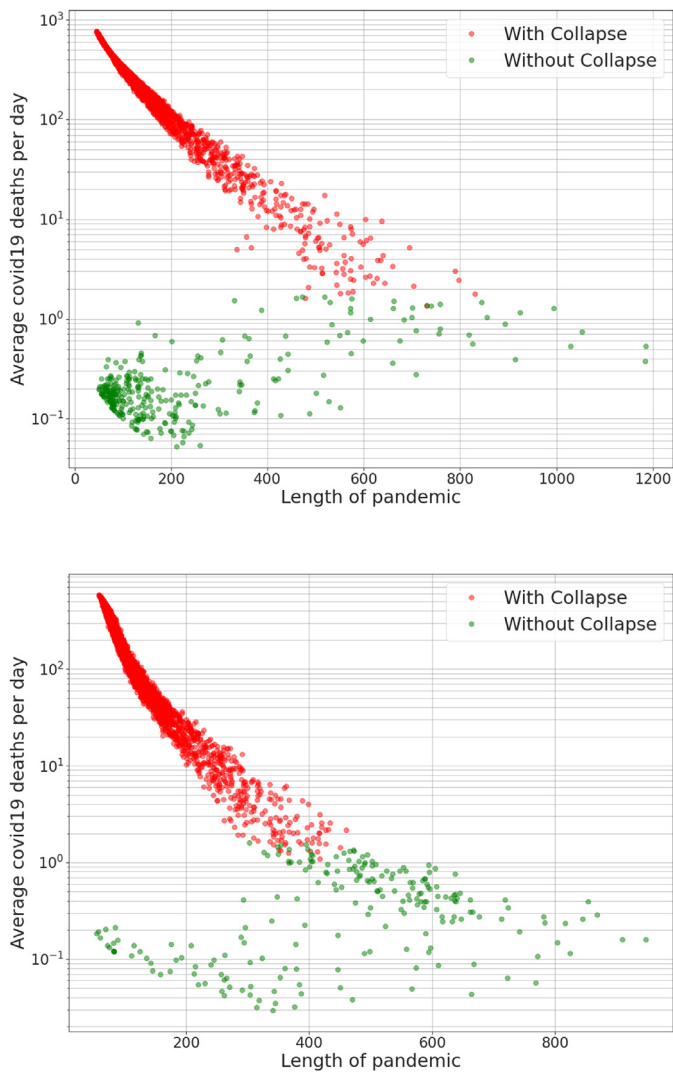 10³
10²
10¹
10⁰
10⁻¹
Average covid19 deaths per day
With Collapse
Without Collapse
0 200 400 600 800 1000 1200
Length of pandemic
10²
10¹
10⁰
10⁻¹
Average covid19 deaths per day
With Collapse
Without Collapse
200 400 600 800
Length of pandemic